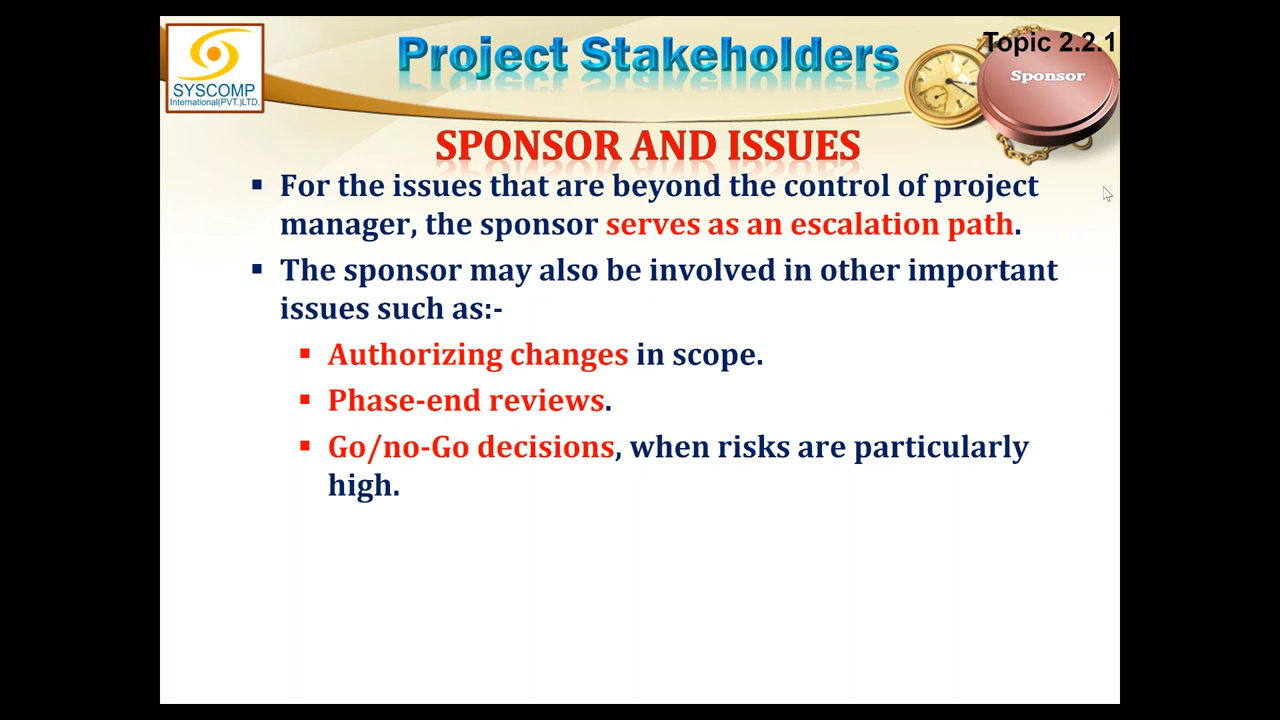 Project Stakeholders
Topic 2.2.1
Sponsor
SYSCOMP
International(PVT.)LTD.
SPONSOR AND ISSUES
▪ For the issues that are beyond the control of project
manager, the sponsor serves as an escalation path.
▪ The sponsor may also be involved in other important
issues such as:-
▪ Authorizing changes in scope.
▪ Phase-end reviews.
▪ Go/no-Go decisions, when risks are particularly
high.